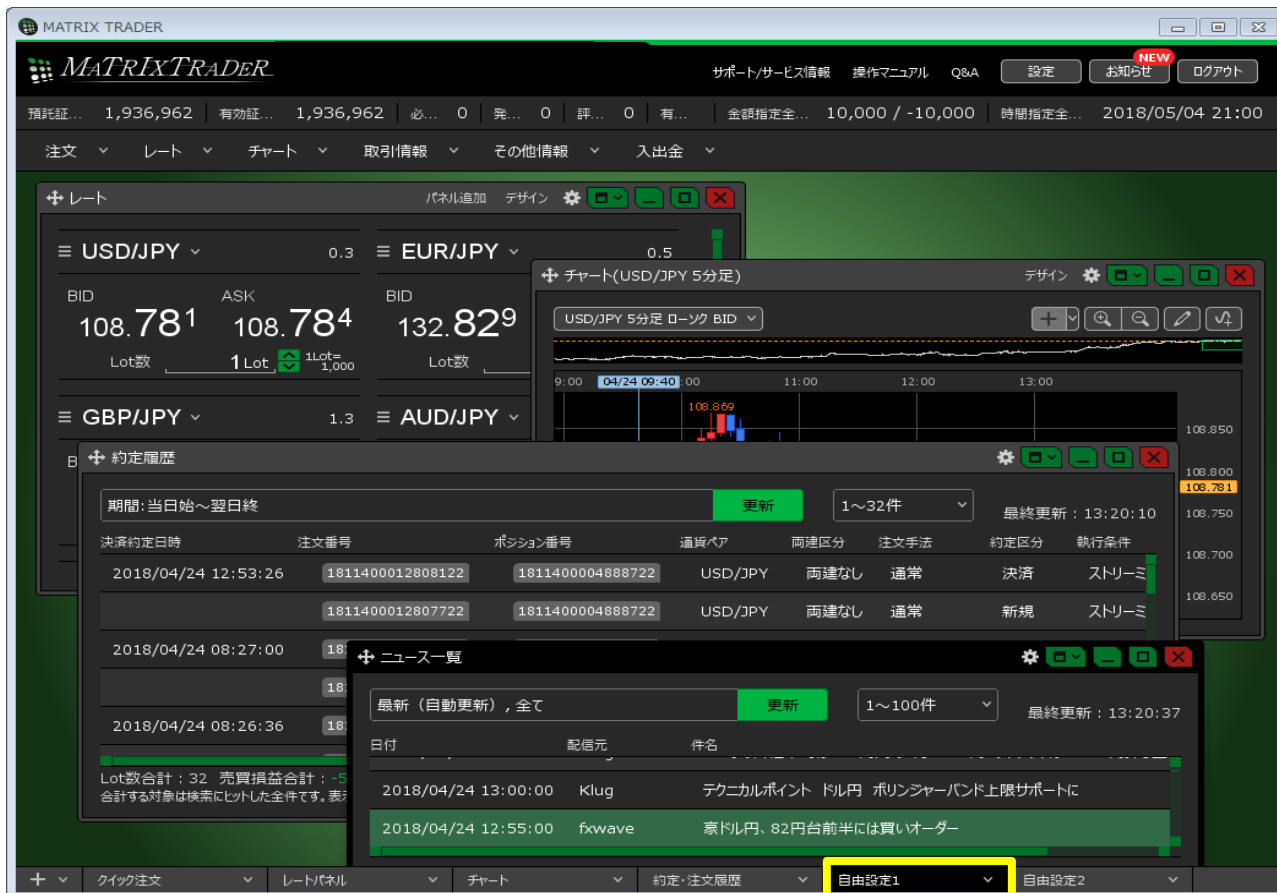 MATRIX TRADER
MATRIXTRADER
サポート/サービス情報 操作マニュアル Q&A 設定 お知らせ NEW ログアウト
預託証... 1,936,962 有効証... 1,936,962 必... 0 発... 0 評... 0 有... 金額指定全... 10,000 / -10,000 時間指定全... 2018/05/04 21:00
注文 レート チャート 取引情報 その他情報 入出金
レート パネル追加 デザイン
USD/JPY 0.3 EUR/JPY 0.5
BID ASK BID
108.781 108.784 132.829
Lot数 1 Lot 1Lot=1,000 Lot数
GBP/JPY 1.3 AUD/JPY
チャート(USD/JPY 5分足) デザイン
USD/JPY 5分足 ローソク BID
9:00 04/24 09:40 :00 11:00 12:00 13:00
108.869
108.850
108.800
108.781
108.750
108.700
108.650
約定履歴
期間:当日始～翌日終 更新 1～32件 最終更新：13:20:10
決済約定日時 注文番号 ポジション番号 通貨ペア 両建区分 注文手法 約定区分 執行条件
2018/04/24 12:53:26 1811400012808122 1811400004888722 USD/JPY 両建なし 通常 決済 ストリーミ
1811400012807722 1811400004888722 USD/JPY 両建なし 通常 新規 ストリーミ
2018/04/24 08:27:00 18
18
2018/04/24 08:26:36 18
Lot数合計：32 売買損益合計：-5
合計する対象は検索にヒットした全件です。表
ニュース一覧
最新（自動更新）, 全て 更新 1～100件 最終更新：13:20:37
日付 配信元 件名
2018/04/24 13:00:00 Klug テクニカルポイント ドル円 ボリンジャーバンド上限サポートに
2018/04/24 12:55:00 fxwave 豪ドル円、82円台前半には買いオーダー
クイック注文 レートパネル チャート 約定・注文履歴 自由設定1 自由設定2